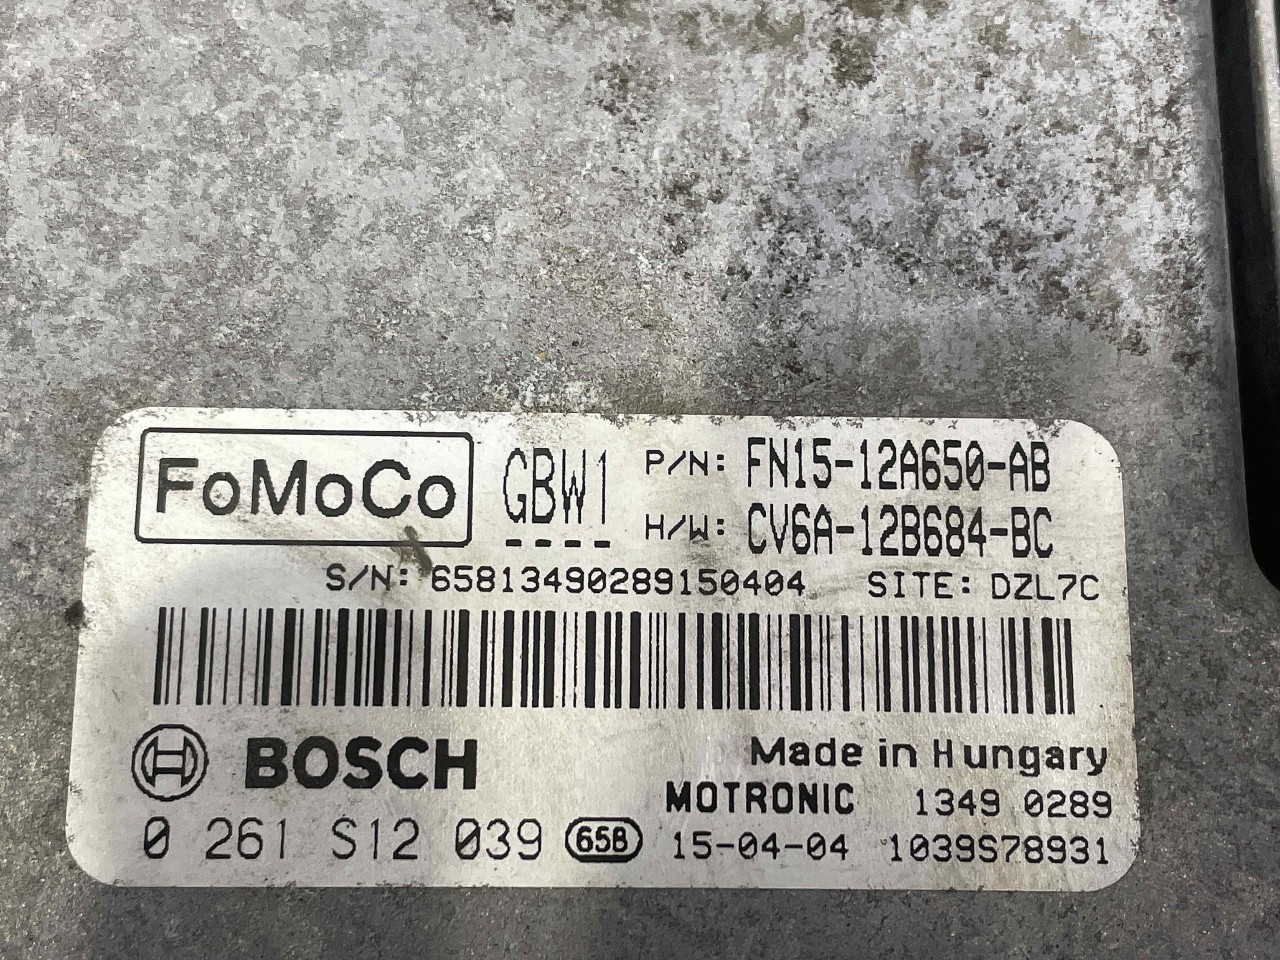 FoMoCo GBW1 P/N: FN15-12A650-AB
H/W: CV6A-12B684-BC
S/N: 65813490289150404 SITE: DZL7C
BOSCH Made in Hungary
MOTRONIC 1349 0289
0 261 S12 039 65B 15-04-04 1039S78931